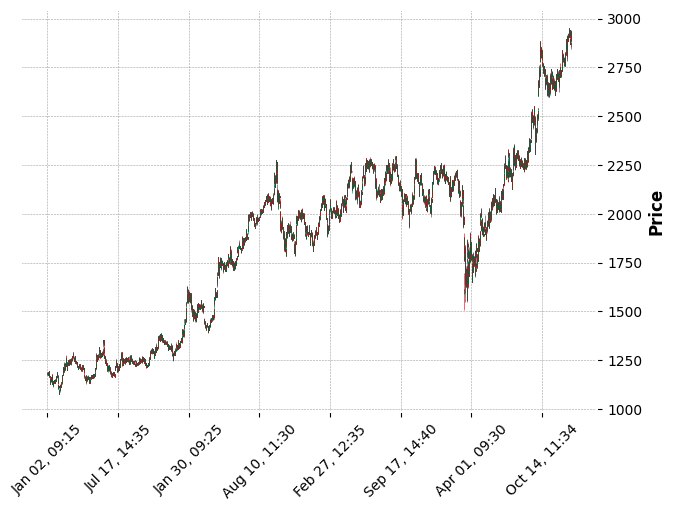 3000
2750
2500
2250
2000
1750
1500
1250
1000
Price
Jan 02, 09:15
Jul 17, 14:35
Jan 30, 09:25
Aug 10, 11:30
Feb 27, 12:35
Sep 17, 14:40
Apr 01, 09:30
Oct 14, 11:34